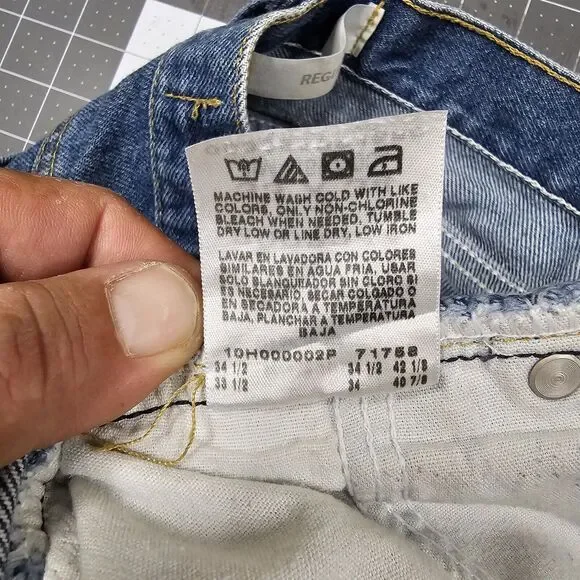 REG
MACHINE WASH COLD WITH LIKE
COLORS, ONLY NON-CHLORINE
BLEACH WHEN NEEDED, TUMBLE
DRY LOW OR LINE DRY, LOW IRON
LAVAR EN LAVADORA CON COLORES
SIMILARES EN AGUA FRIA, USAR
SOLO BLANQUEADOR SIN CLORO SI
ES NECESARIO, SECAR COLGADO O
EN SECADORA A TEMPERATURA
BAJA, PLANCHAR A TEMPERATURA
BAJA
10H000002P 71758
34 1/2 34 1/2 42 1/8
33 1/2 34 40 7/8